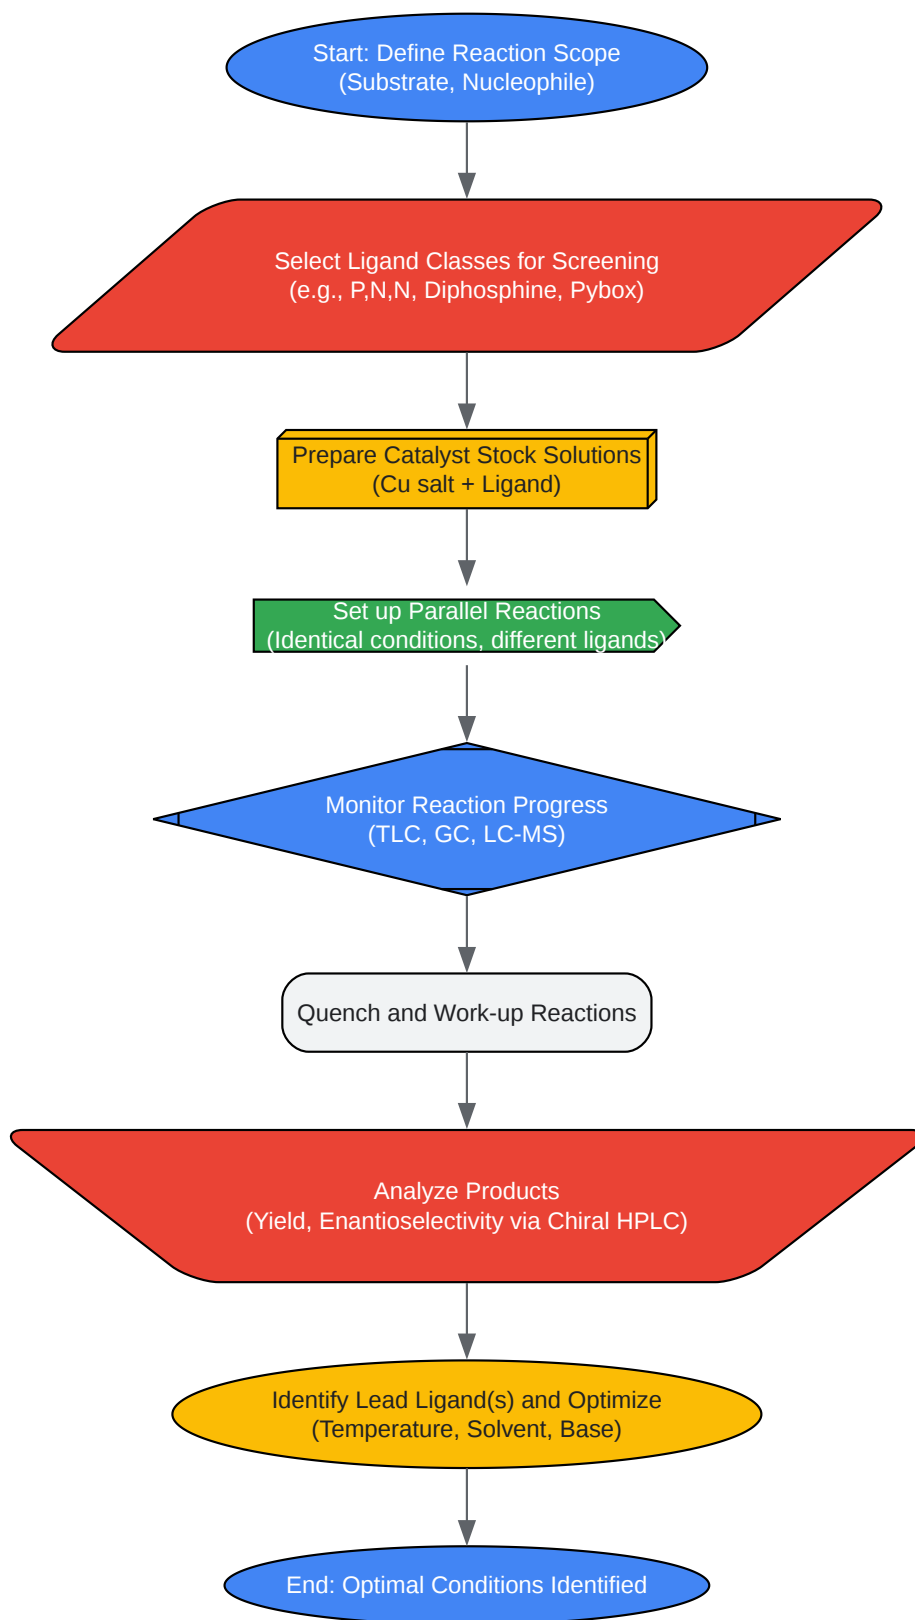 Start: Define Reaction Scope
(Substrate, Nucleophile)
Select Ligand Classes for Screening
(e.g., P,N,N, Diphosphine, Pybox)
Prepare Catalyst Stock Solutions
(Cu salt + Ligand)
Set up Parallel Reactions
(Identical conditions, different ligands)
Monitor Reaction Progress
(TLC, GC, LC-MS)
Quench and Work-up Reactions
Analyze Products
(Yield, Enantioselectivity via Chiral HPLC)
Identify Lead Ligand(s) and Optimize
(Temperature, Solvent, Base)
End: Optimal Conditions Identified